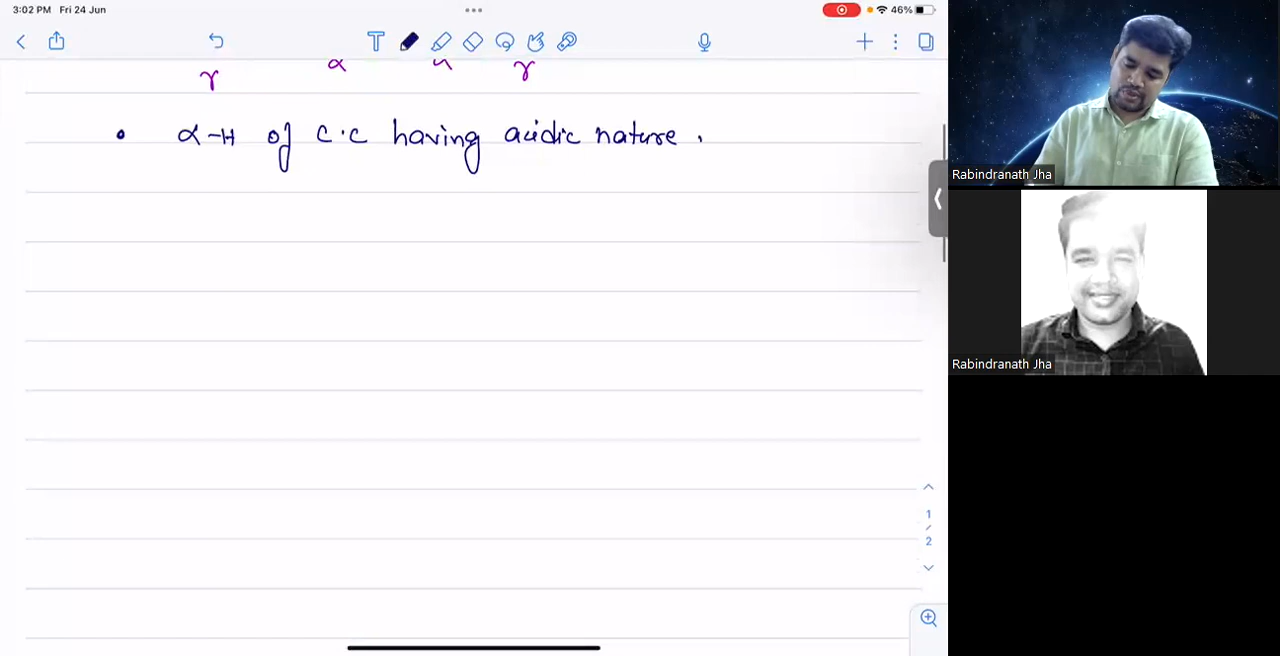 3:02 PM Fri 24 Jun
46%
T
γ α γ
• α-H of C.C having acidic nature.
1
2
Rabindranath Jha
Rabindranath Jha